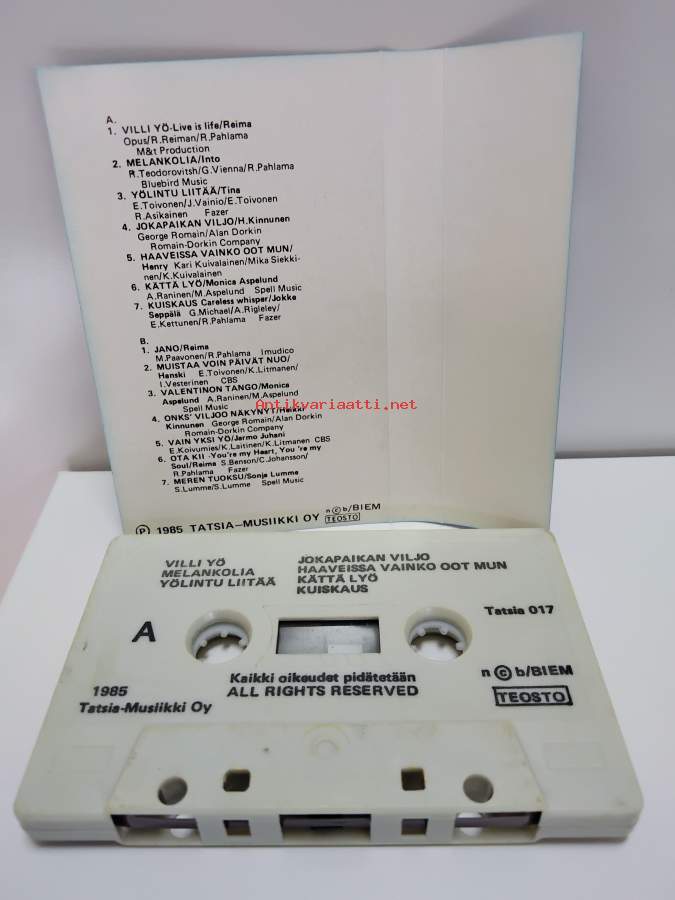 A.
1. VILLI YÖ-Live is life/Reima
Opus/R.Reiman/R.Pahlama
M&t Production
2. MELANKOLIA/Into
R.Teodorovitsh/G.Vienna/R.Pahlama
Bluebird Music
3. YÖLINTU LIITÄÄ/Tina
E.Toivonen/J.Vainio/E.Toivonen
R.Asikainen Fazer
4. JOKAPAIKAN VILJO/H.Kinnunen
George Romain/Alan Dorkin
Romain-Dorkin Company
5. HAAVEISSA VAINKO OOT MUN/
Henry Kari Kuivalainen/Mika Siekki-
nen/K.Kuivalainen
6. KÄTTÄ LYÖ/Monica Aspelund
A.Raninen/M.Aspelund Spell Music
7. KUISKAUS Careless whisper/Jokke
Seppälä G.Michael/A.Rigleley/
E.Kettunen/R.Pahlama Fazer
B.
1. JANO/Reima
M.Paavonen/R.Pahlama Imudico
2. MUISTAA VOIN PÄIVÄT NUO/
Hanski E.Toivonen/K.Litmanen/
I.Vesterinen CBS
3. VALENTINON TANGO/Monica
Aspelund A.Raninen/M.Aspelund
Spell Music
Antikvariaatti.net
4. ONKS' VILJOO NÄKYNYT/Heikki
Kinnunen George Romain/Alan Dorkin
Romain-Dorkin Company
5. VAIN YKSI YÖ/Jarmo Juhani
E.Koivumies/K.Laitinen/K.Litmanen CBS
6. OTA KII -You're my Heart, You 're my
Soul/Reima S.Benson/C.Johansson/
R.Pahlama Fazer
7. MEREN TUOKSU/Sonja Lumme
S.Lumme/S.Lumme Spell Music
Ⓟ 1985 TATSIA-MUSIIKKI OY n©b/BIEM
TEOSTO
VILLI YÖ
MELANKOLIA
YÖLINTU LIITÄÄ
JOKAPAIKAN VILJO
HAAVEISSA VAINKO OOT MUN
KÄTTÄ LYÖ
KUISKAUS
A
Tatsia 017
Kaikki oikeudet pidätetään
ALL RIGHTS RESERVED
1985
Tatsia-Musiikki Oy
n©b/BIEM
TEOSTO